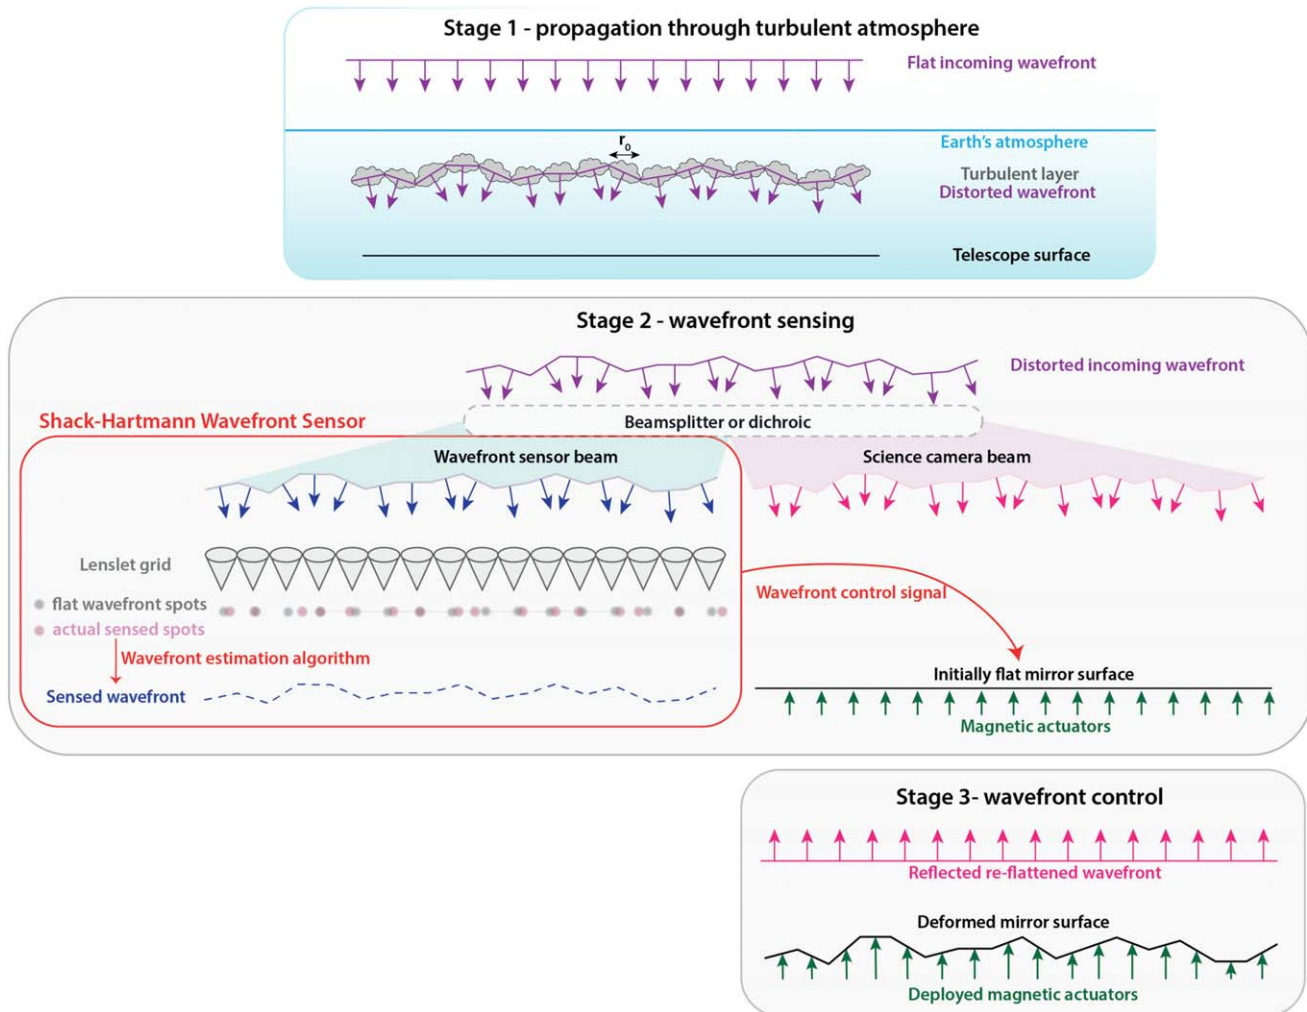 Stage 1 - propagation through turbulent atmosphere
Flat incoming wavefront
Earth's atmosphere
r₀
Turbulent layer
Distorted wavefront
Telescope surface
Stage 2 - wavefront sensing
Distorted incoming wavefront
Shack-Hartmann Wavefront Sensor
Beamsplitter or dichroic
Wavefront sensor beam
Science camera beam
Lenslet grid
flat wavefront spots
actual sensed spots
Wavefront estimation algorithm
Sensed wavefront
Wavefront control signal
Initially flat mirror surface
Magnetic actuators
Stage 3- wavefront control
Reflected re-flattened wavefront
Deformed mirror surface
Deployed magnetic actuators